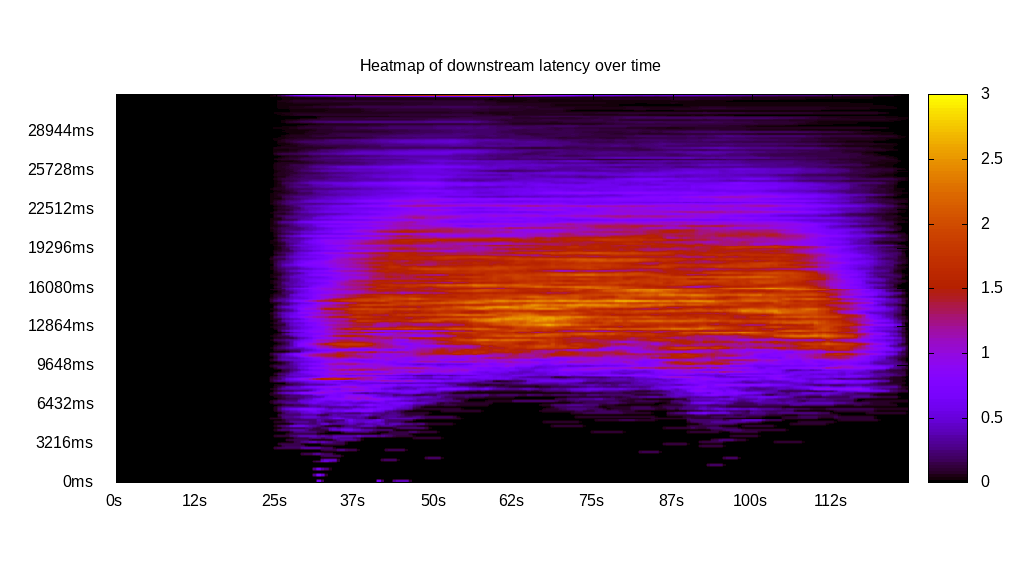 Heatmap of downstream latency over time
28944ms
25728ms
22512ms
19296ms
16080ms
12864ms
9648ms
6432ms
3216ms
0ms
0s 12s 25s 37s 50s 62s 75s 87s 100s 112s
3
2.5
2
1.5
1
0.5
0